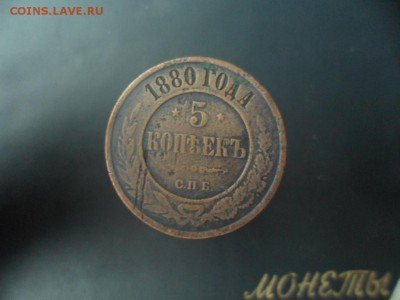 COINS.LAVE.RU
1880 ГОДА
5
КОПѢЕКЪ
С.П.Б.
МОНЕТЫ